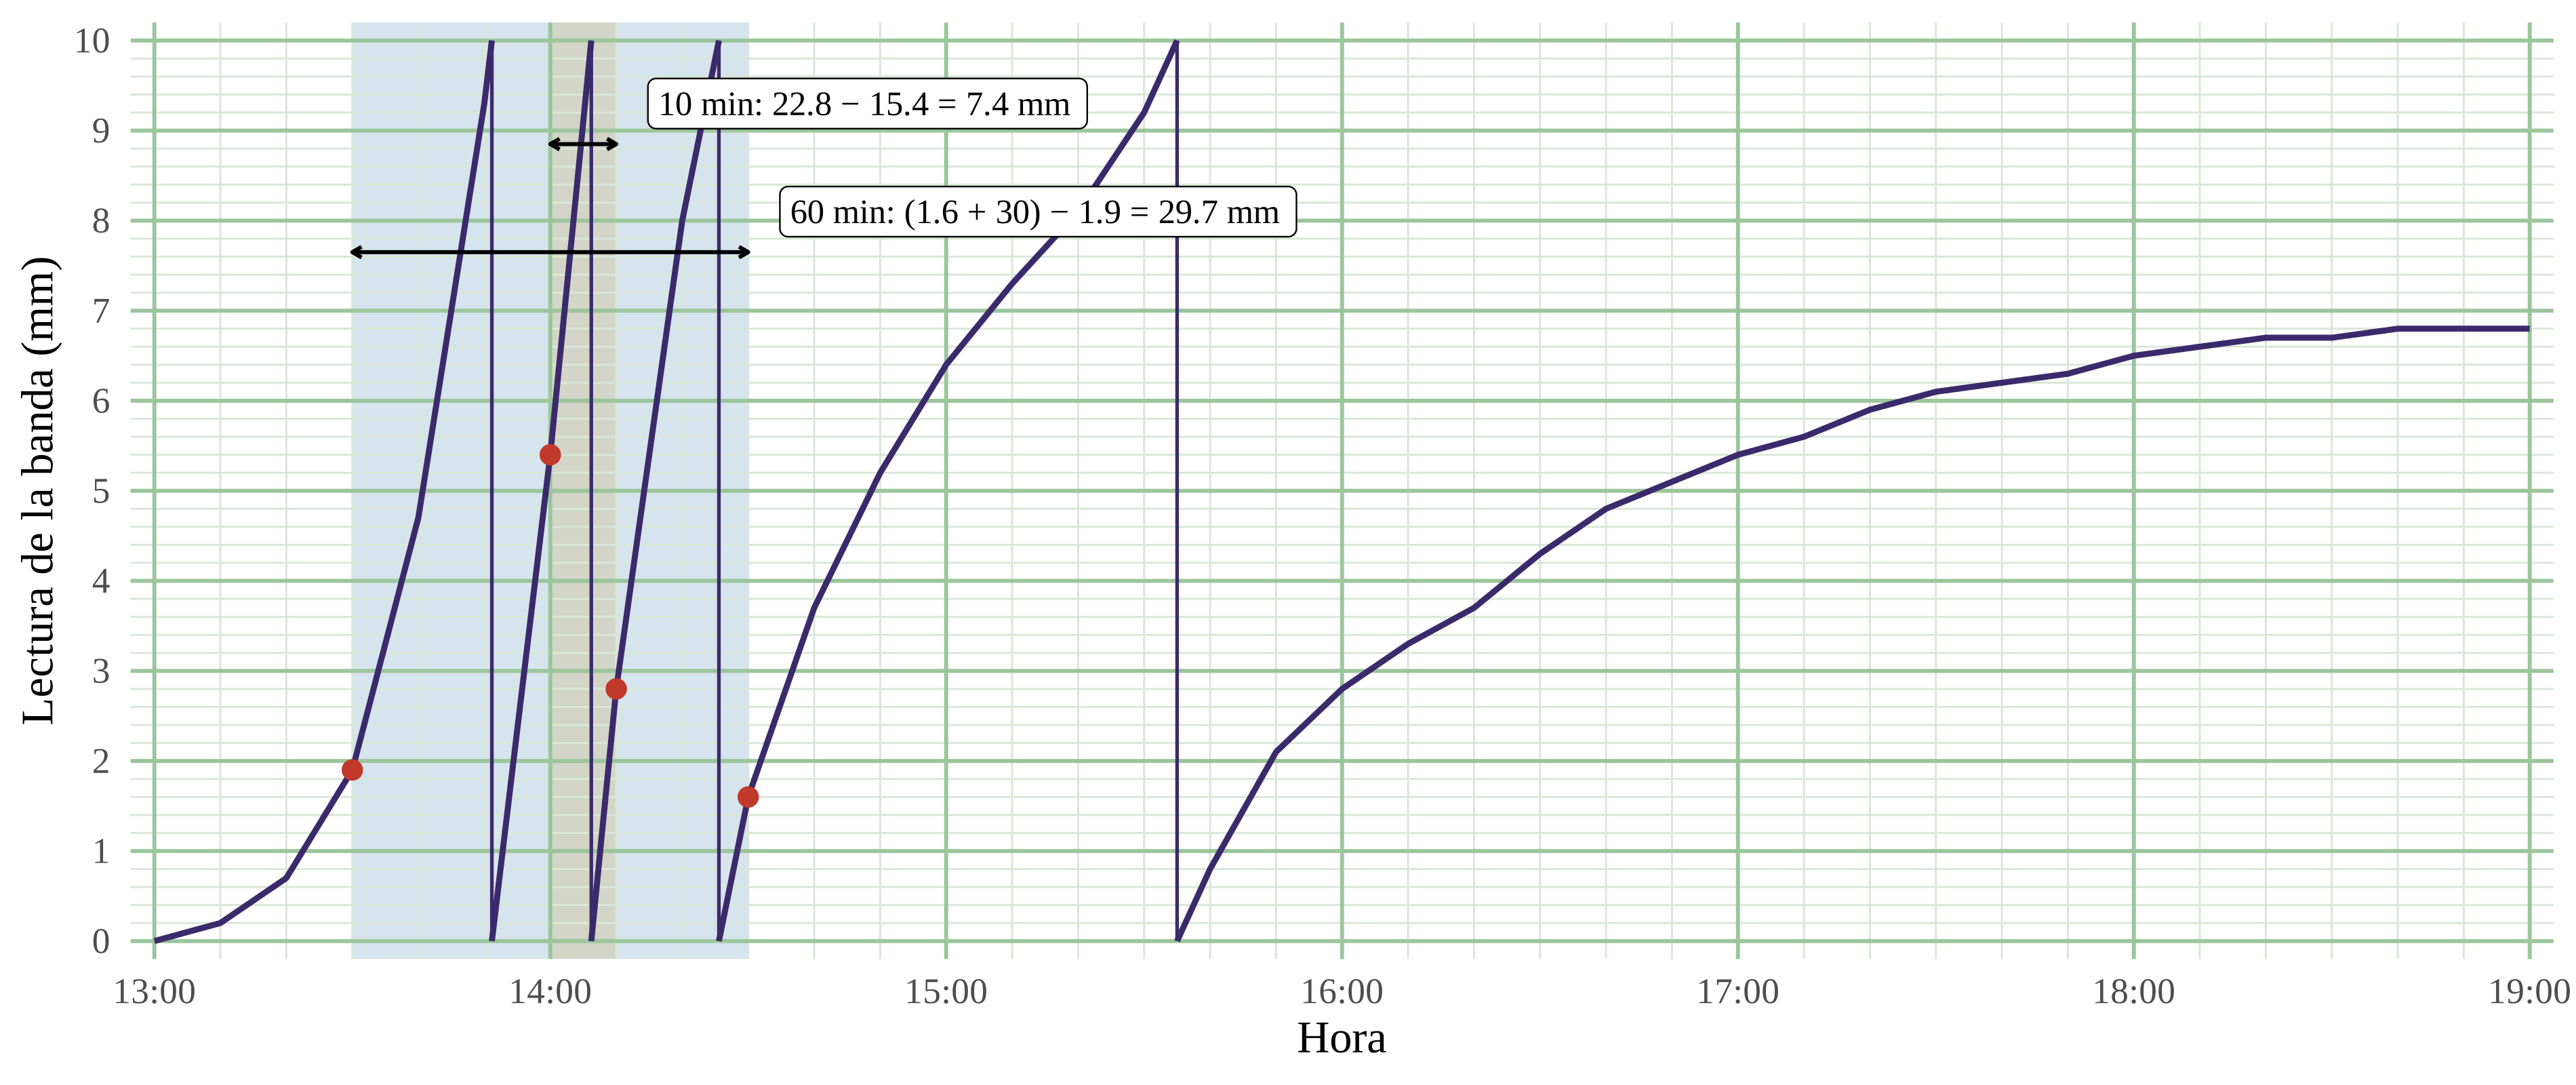 10
9
8
7
6
5
4
3
2
1
0
Lectura de la banda (mm)
10 min: 22.8 − 15.4 = 7.4 mm
60 min: (1.6 + 30) − 1.9 = 29.7 mm
13:00 14:00 15:00 16:00 17:00 18:00 19:00
Hora